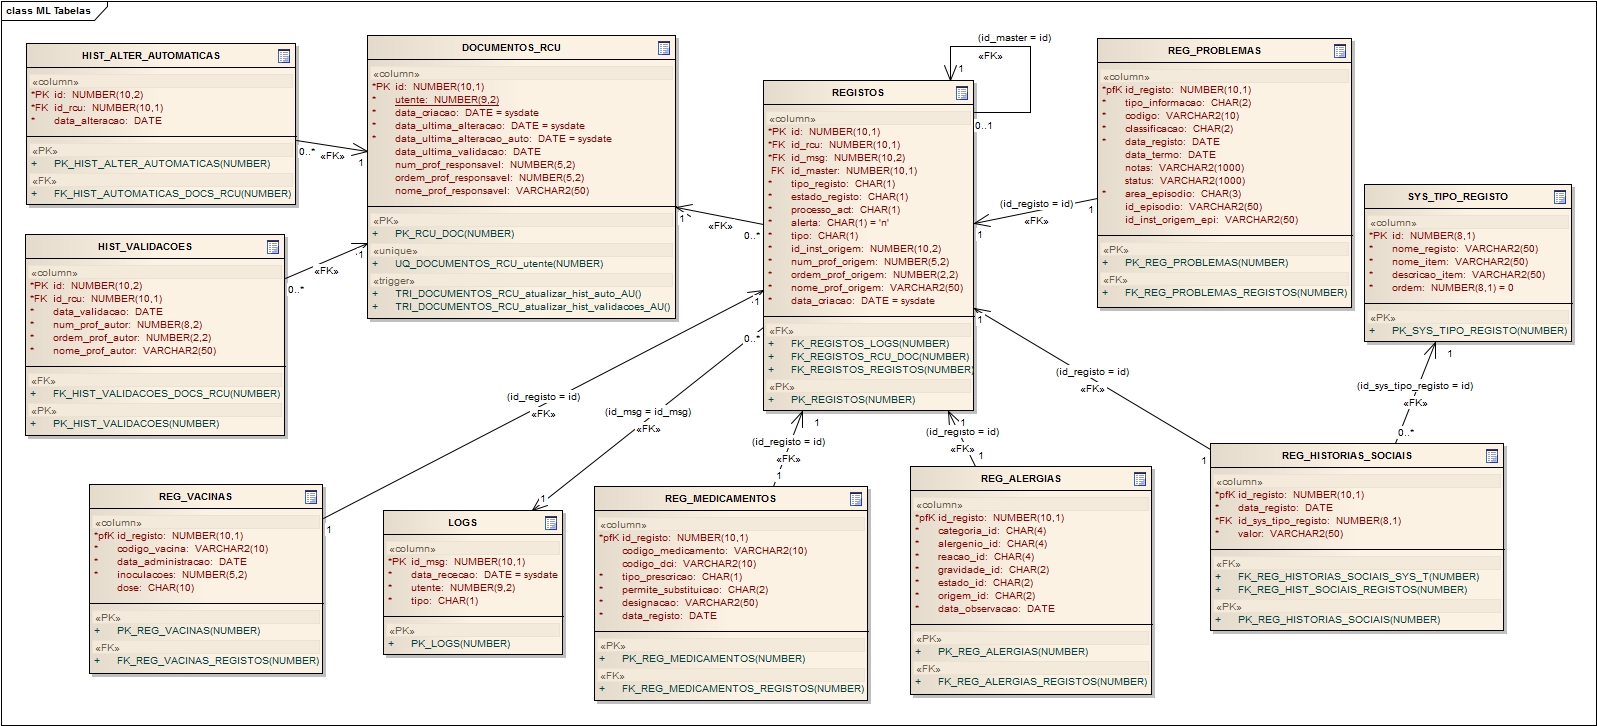 class ML Tabelas
HIST_ALTER_AUTOMATICAS
«column»
*PK id: NUMBER(10,2)
*FK id_rcu: NUMBER(10,1)
* data_alteracao: DATE
«PK»
+ PK_HIST_ALTER_AUTOMATICAS(NUMBER)
«FK»
+ FK_HIST_AUTOMATICAS_DOCS_RCU(NUMBER)
0..*
«FK»
1
DOCUMENTOS_RCU
«column»
*PK id: NUMBER(10,1)
* utente: NUMBER(9,2)
* data_criacao: DATE = sysdate
* data_ultima_alteracao: DATE = sysdate
* data_ultima_alteracao_auto: DATE = sysdate
data_ultima_validacao: DATE
num_prof_responsavel: NUMBER(5,2)
ordem_prof_responsavel: NUMBER(5,2)
nome_prof_responsavel: VARCHAR2(50)
«PK»
+ PK_RCU_DOC(NUMBER)
«unique»
+ UQ_DOCUMENTOS_RCU_utente(NUMBER)
«trigger»
+ TRI_DOCUMENTOS_RCU_atualizar_hist_auto_AU()
+ TRI_DOCUMENTOS_RCU_atualizar_hist_validacoes_AU()
HIST_VALIDACOES
«column»
*PK id: NUMBER(10,2)
*FK id_rcu: NUMBER(10,1)
* data_validacao: DATE
* num_prof_autor: NUMBER(8,2)
* ordem_prof_autor: NUMBER(2,2)
* nome_prof_autor: VARCHAR2(50)
«FK»
+ FK_HIST_VALIDACOES_DOCS_RCU(NUMBER)
«PK»
+ PK_HIST_VALIDACOES(NUMBER)
0..*
«FK»
1
(id_master = id)
«FK»
1
0..1
REGISTOS
«column»
*PK id: NUMBER(10,1)
*FK id_rcu: NUMBER(10,1)
*FK id_msg: NUMBER(10,2)
FK id_master: NUMBER(10,1)
* tipo_registo: CHAR(1)
* estado_registo: CHAR(1)
* processo_act: CHAR(1)
* alerta: CHAR(1) = 'n'
* tipo: CHAR(1)
* id_inst_origem: NUMBER(10,2)
* num_prof_origem: NUMBER(5,2)
* ordem_prof_origem: NUMBER(2,2)
* nome_prof_origem: VARCHAR2(50)
* data_criacao: DATE = sysdate
«FK»
+ FK_REGISTOS_LOGS(NUMBER)
+ FK_REGISTOS_RCU_DOC(NUMBER)
+ FK_REGISTOS_REGISTOS(NUMBER)
«PK»
+ PK_REGISTOS(NUMBER)
1
«FK»
0..*
REG_PROBLEMAS
«column»
*pfK id_registo: NUMBER(10,1)
* tipo_informacao: CHAR(2)
* codigo: VARCHAR2(10)
* classificacao: CHAR(2)
* data_registo: DATE
data_termo: DATE
notas: VARCHAR2(1000)
status: VARCHAR2(1000)
* area_episodio: CHAR(3)
id_episodio: VARCHAR2(50)
id_inst_origem_epi: VARCHAR2(50)
«PK»
+ PK_REG_PROBLEMAS(NUMBER)
«FK»
+ FK_REG_PROBLEMAS_REGISTOS(NUMBER)
1
(id_registo = id)
«FK»
1
SYS_TIPO_REGISTO
«column»
*PK id: NUMBER(8,1)
* nome_registo: VARCHAR2(50)
* nome_item: VARCHAR2(50)
* descricao_item: VARCHAR2(50)
* ordem: NUMBER(8,1) = 0
«PK»
+ PK_SYS_TIPO_REGISTO(NUMBER)
1
(id_sys_tipo_registo = id)
«FK»
0..*
1
(id_registo = id)
«FK»
1
1
(id_registo = id)
«FK»
1
0..*
(id_msg = id_msg)
«FK»
1
1
(id_registo = id)
«FK»
1
1
(id_registo = id)
«FK»
1
REG_VACINAS
«column»
*pfK id_registo: NUMBER(10,1)
* codigo_vacina: VARCHAR2(10)
* data_administracao: DATE
* inoculacoes: NUMBER(5,2)
dose: CHAR(10)
«PK»
+ PK_REG_VACINAS(NUMBER)
«FK»
+ FK_REG_VACINAS_REGISTOS(NUMBER)
LOGS
«column»
*PK id_msg: NUMBER(10,1)
* data_rececao: DATE = sysdate
* utente: NUMBER(9,2)
* tipo: CHAR(1)
«PK»
+ PK_LOGS(NUMBER)
REG_MEDICAMENTOS
«column»
*pfK id_registo: NUMBER(10,1)
codigo_medicamento: VARCHAR2(10)
codigo_dci: VARCHAR2(10)
* tipo_prescricao: CHAR(1)
* permite_substituicao: CHAR(2)
* designacao: VARCHAR2(50)
* data_registo: DATE
«PK»
+ PK_REG_MEDICAMENTOS(NUMBER)
«FK»
+ FK_REG_MEDICAMENTOS_REGISTOS(NUMBER)
REG_ALERGIAS
«column»
*pfK id_registo: NUMBER(10,1)
* categoria_id: CHAR(4)
* alergenio_id: CHAR(4)
* reacao_id: CHAR(4)
* gravidade_id: CHAR(2)
* estado_id: CHAR(2)
* origem_id: CHAR(2)
* data_observacao: DATE
«PK»
+ PK_REG_ALERGIAS(NUMBER)
«FK»
+ FK_REG_ALERGIAS_REGISTOS(NUMBER)
REG_HISTORIAS_SOCIAIS
«column»
*pfK id_registo: NUMBER(10,1)
* data_registo: DATE
*FK id_sys_tipo_registo: NUMBER(8,1)
* valor: VARCHAR2(50)
«FK»
+ FK_REG_HISTORIAS_SOCIAIS_SYS_T(NUMBER)
+ FK_REG_HIST_SOCIAIS_REGISTOS(NUMBER)
«PK»
+ PK_REG_HISTORIAS_SOCIAIS(NUMBER)